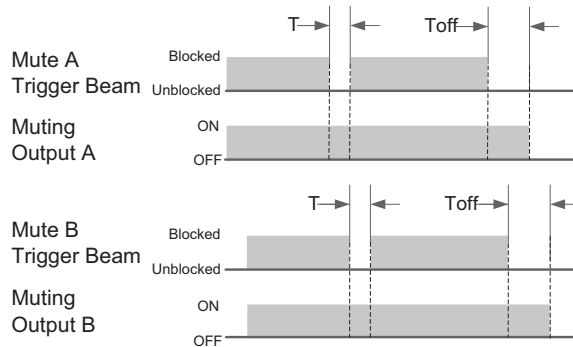 T Toff
Mute A
Trigger Beam
Blocked
Unblocked
Muting
Output A
ON
OFF
T Toff
Mute B
Trigger Beam
Blocked
Unblocked
Muting
Output B
ON
OFF